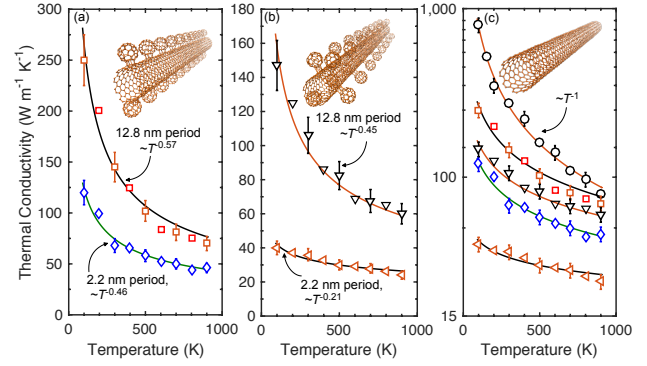 (a)
(b)
(c)
Thermal Conductivity (W m⁻¹ K⁻¹)
300
250
200
150
100
50
0
12.8 nm period
~T⁻⁰·⁵⁷
2.2 nm period,
~T⁻⁰·⁴⁶
0
500
1000
Temperature (K)
180
160
140
120
100
80
60
40
20
0
12.8 nm period
~T⁻⁰·⁴⁵
2.2 nm period,
~T⁻⁰·²¹
0
500
1000
Temperature (K)
1,000
100
15
~T⁻¹
0
500
1000
Temperature (K)